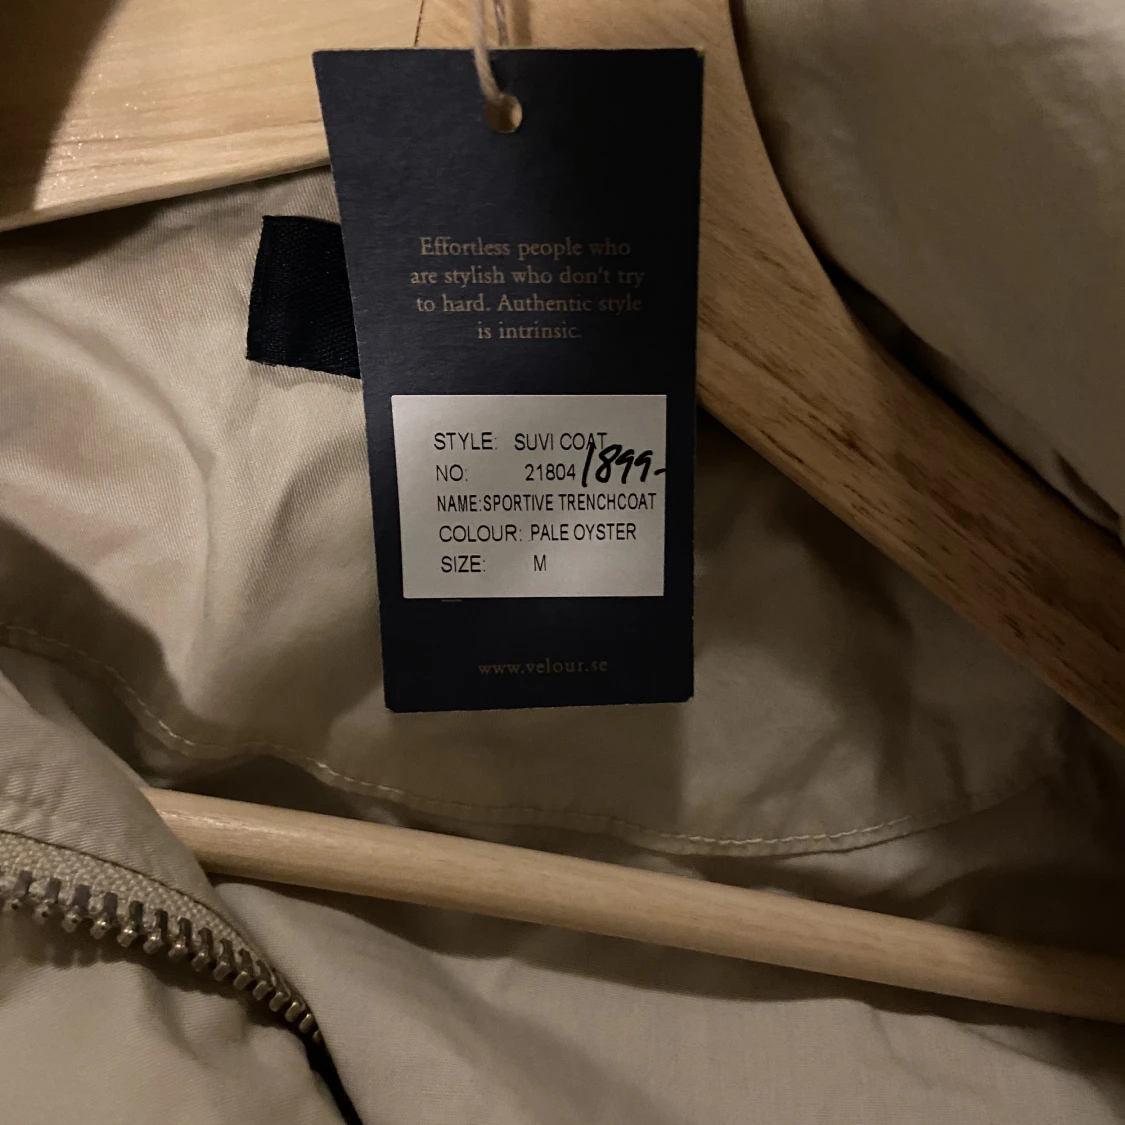 Effortless people who
are stylish who don't try
to hard. Authentic style
is intrinsic.
STYLE: SUVI COAT
NO: 21804 1899-
NAME:SPORTIVE TRENCHCOAT
COLOUR: PALE OYSTER
SIZE: M
www.velour.se